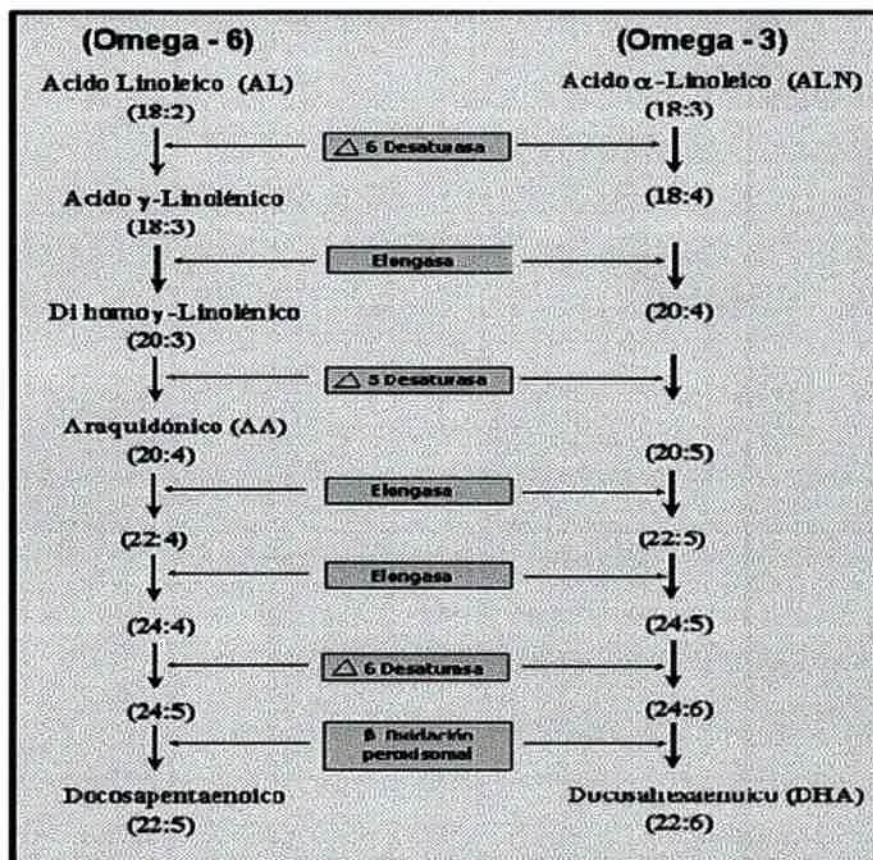 (Omega - 6) (Omega - 3)
Acido Linoleico (AL) Acido α-Linoleico (ALN)
(18:2) (18:3)
△ 6 Desaturasa
Acido γ-Linolénico (18:4)
(18:3)
Elongasa
Di homo γ-Linolénico (20:4)
(20:3)
△ 5 Desaturasa
Araquidónico (AA)
(20:4) (20:5)
Elongasa
(22:4) (22:5)
Elongasa
(24:4) (24:5)
△ 6 Desaturasa
(24:5) (24:6)
β Oxidación
peroxisomal
Docosapentaenoico Docosahexaenoico (DHA)
(22:5) (22:6)